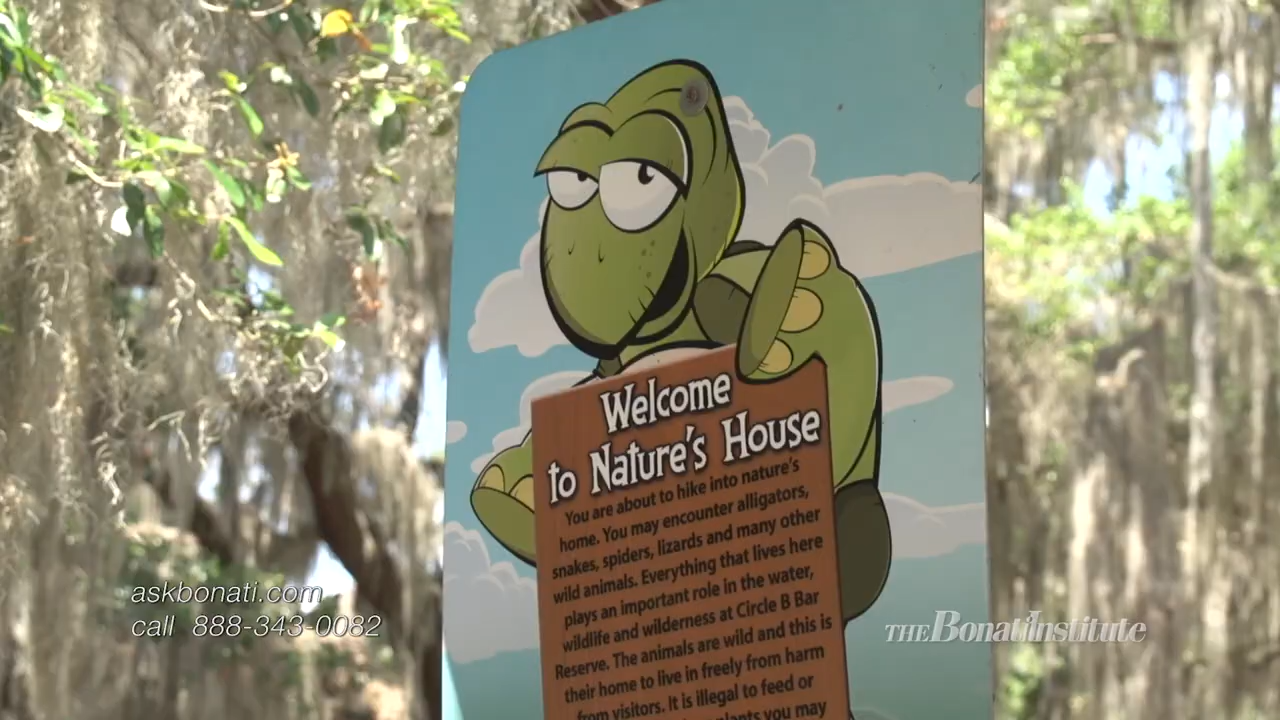 Welcome
to Nature's House
You are about to hike into nature's
home. You may encounter alligators,
snakes, spiders, lizards and many other
wild animals. Everything that lives here
plays an important role in the water,
wildlife and wilderness at Circle B Bar
Reserve. The animals are wild and this is
their home to live in freely from harm
from visitors. It is illegal to feed or
plants you may
askbonati.com
call 888-343-0082
THE Bonati Institute